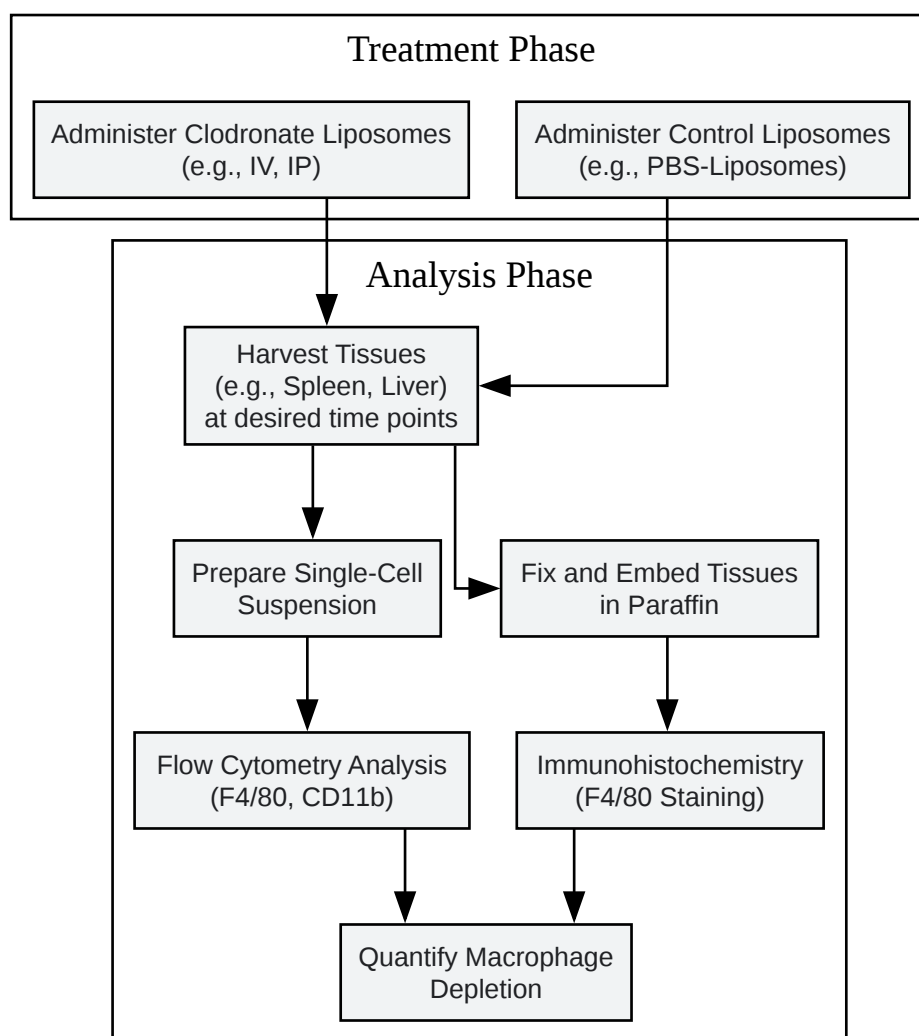 Treatment Phase
Administer Clodronate Liposomes
(e.g., IV, IP)
Administer Control Liposomes
(e.g., PBS-Liposomes)
Analysis Phase
Harvest Tissues
(e.g., Spleen, Liver)
at desired time points
Prepare Single-Cell
Suspension
Fix and Embed Tissues
in Paraffin
Flow Cytometry Analysis
(F4/80, CD11b)
Immunohistochemistry
(F4/80 Staining)
Quantify Macrophage
Depletion